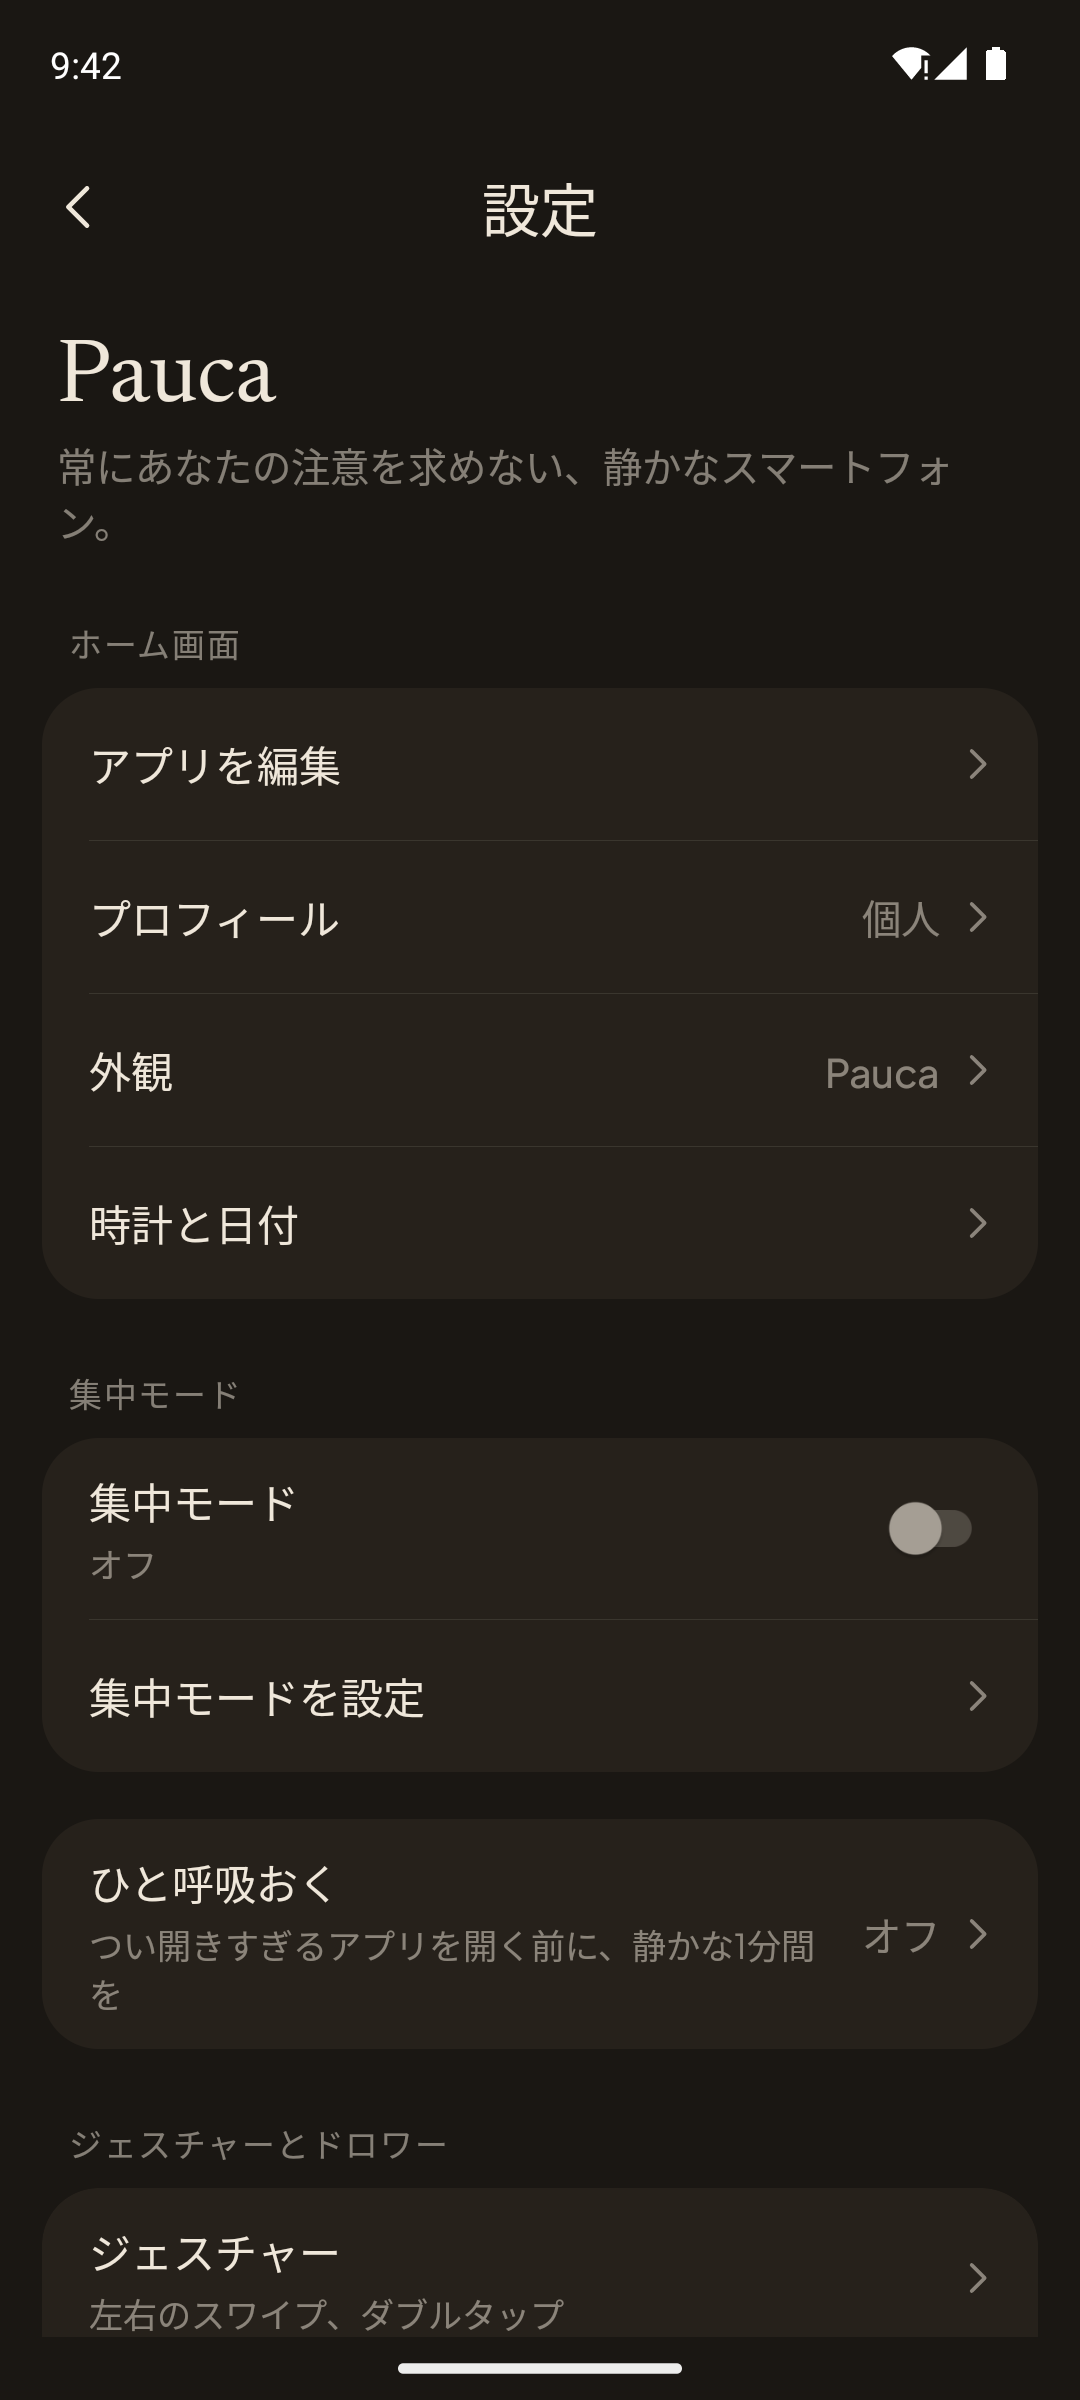 9:42
設定
Pauca
常にあなたの注意を求めない、静かなスマートフォ
ン。
ホーム画面
アプリを編集
プロフィール 個人
外観 Pauca
時計と日付
集中モード
集中モード
オフ
集中モードを設定
ひと呼吸おく
つい開きすぎるアプリを開く前に、静かな1分間
を
オフ
ジェスチャーとドロワー
ジェスチャー
左右のスワイプ、ダブルタップ